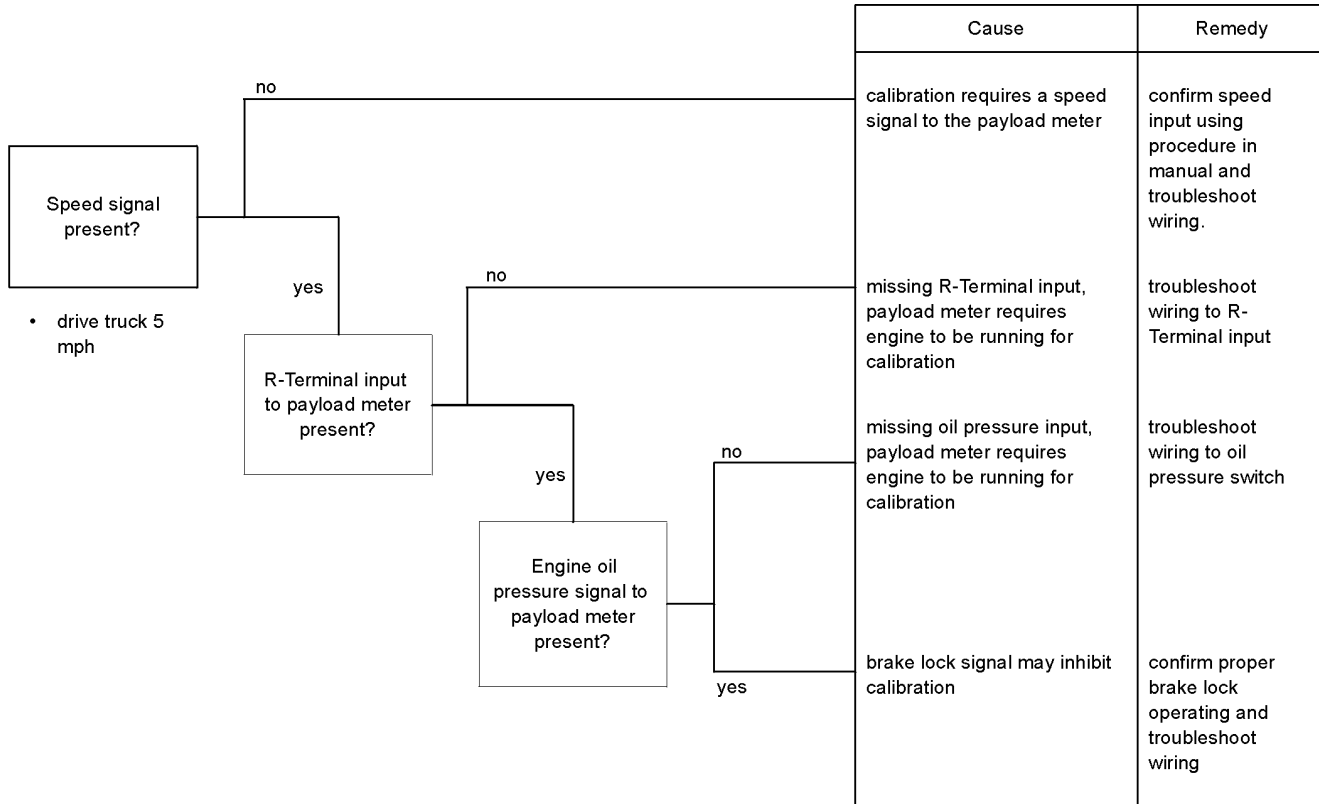 Cause
Remedy
no
calibration requires a speed
signal to the payload meter
confirm speed
input using
procedure in
manual and
troubleshoot
wiring.
Speed signal
present?
yes
• drive truck 5
mph
no
missing R-Terminal input,
payload meter requires
engine to be running for
calibration
troubleshoot
wiring to R-
Terminal input
R-Terminal input
to payload meter
present?
yes
no
missing oil pressure input,
payload meter requires
engine to be running for
calibration
troubleshoot
wiring to oil
pressure switch
Engine oil
pressure signal to
payload meter
present?
yes
brake lock signal may inhibit
calibration
confirm proper
brake lock
operating and
troubleshoot
wiring